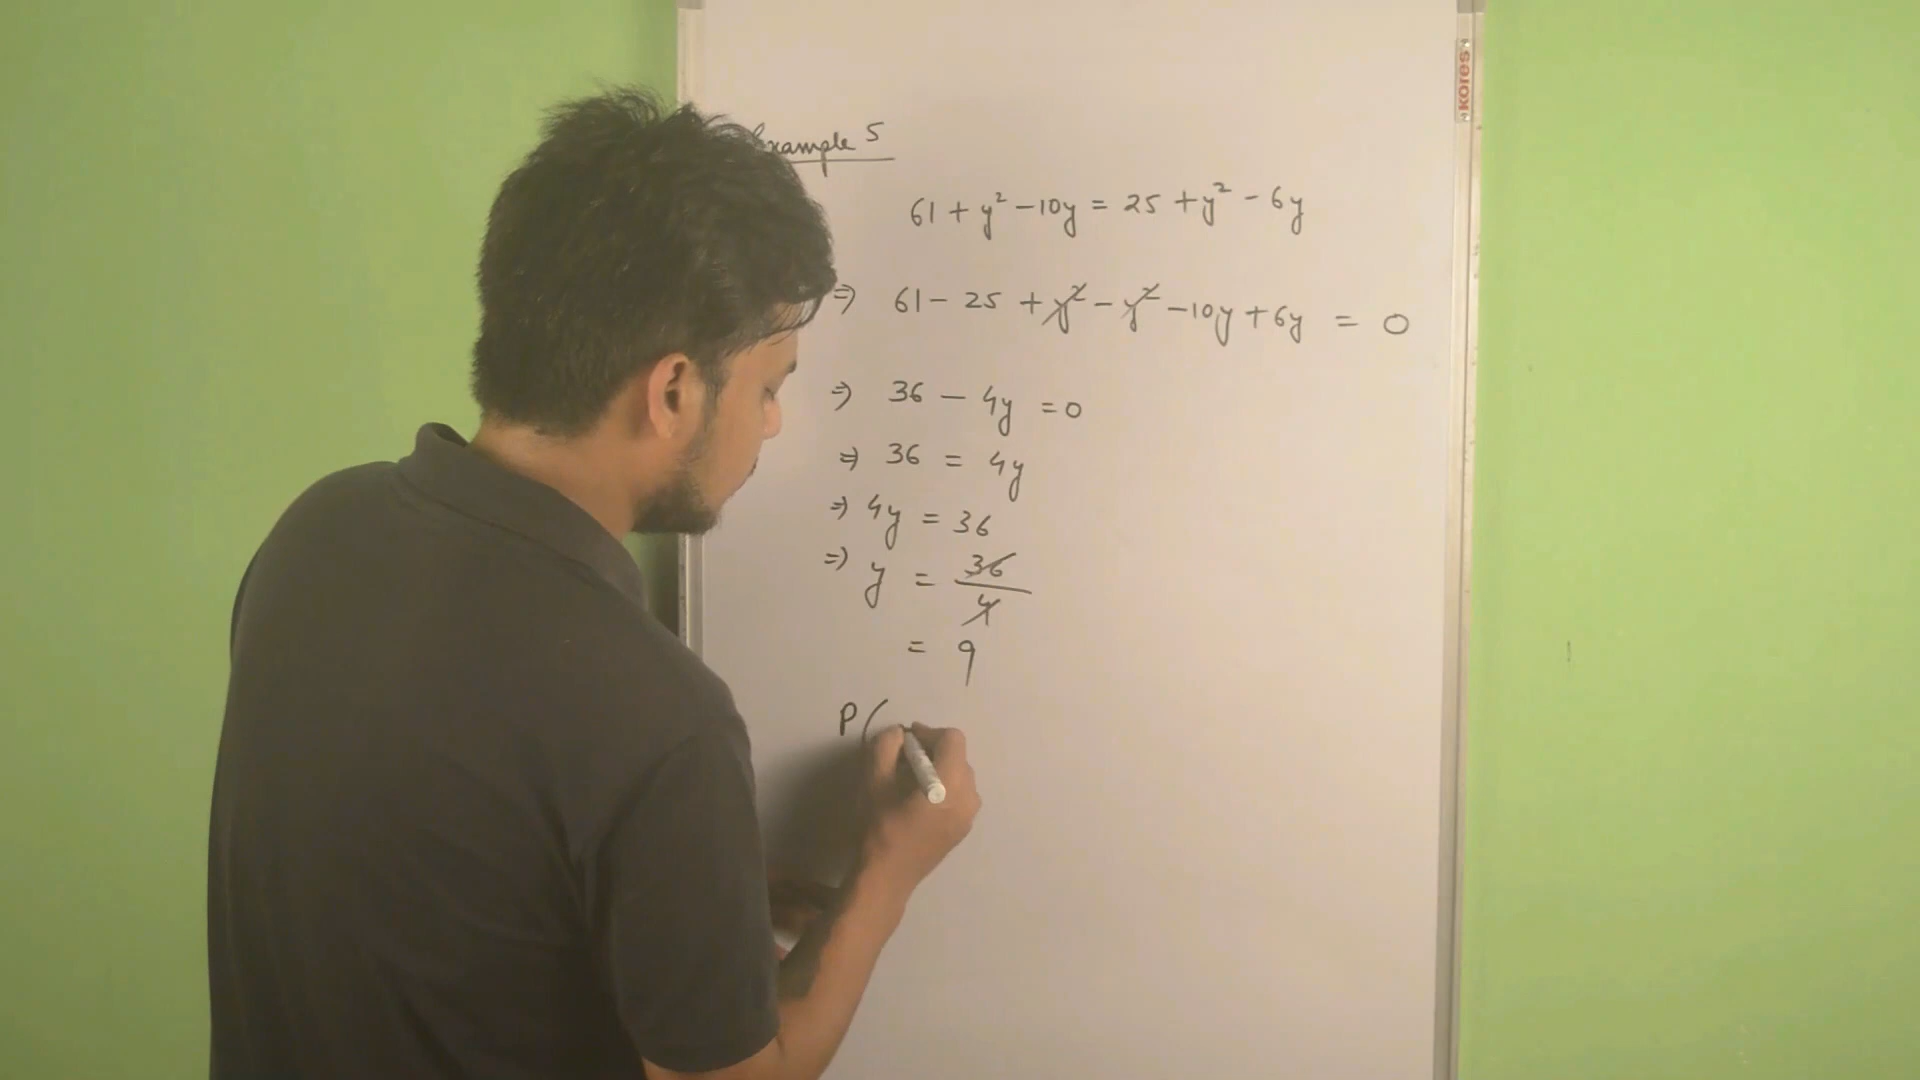 Example 5
61 + y² - 10y = 25 + y² - 6y
⇒ 61 - 25 + y² - y² - 10y + 6y = 0
⇒ 36 - 4y = 0
⇒ 36 = 4y
⇒ 4y = 36
⇒ y = 36/4
= 9
P(
Kores